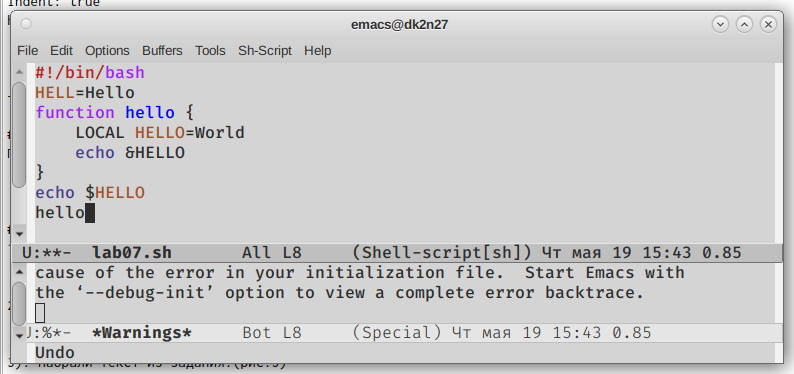 Indent: true
emacs@dk2n27
File Edit Options Buffers Tools Sh-Script Help
#!/bin/bash
HELL=Hello
function hello {
    LOCAL HELLO=World
    echo &HELLO
}
echo $HELLO
hello
U:**- lab07.sh All L8 (Shell-script[sh]) Чт мая 19 15:43 0.85
cause of the error in your initialization file. Start Emacs with
the ‘--debug-init’ option to view a complete error backtrace.
U:%*- *Warnings* Bot L8 (Special) Чт мая 19 15:43 0.85
Undo